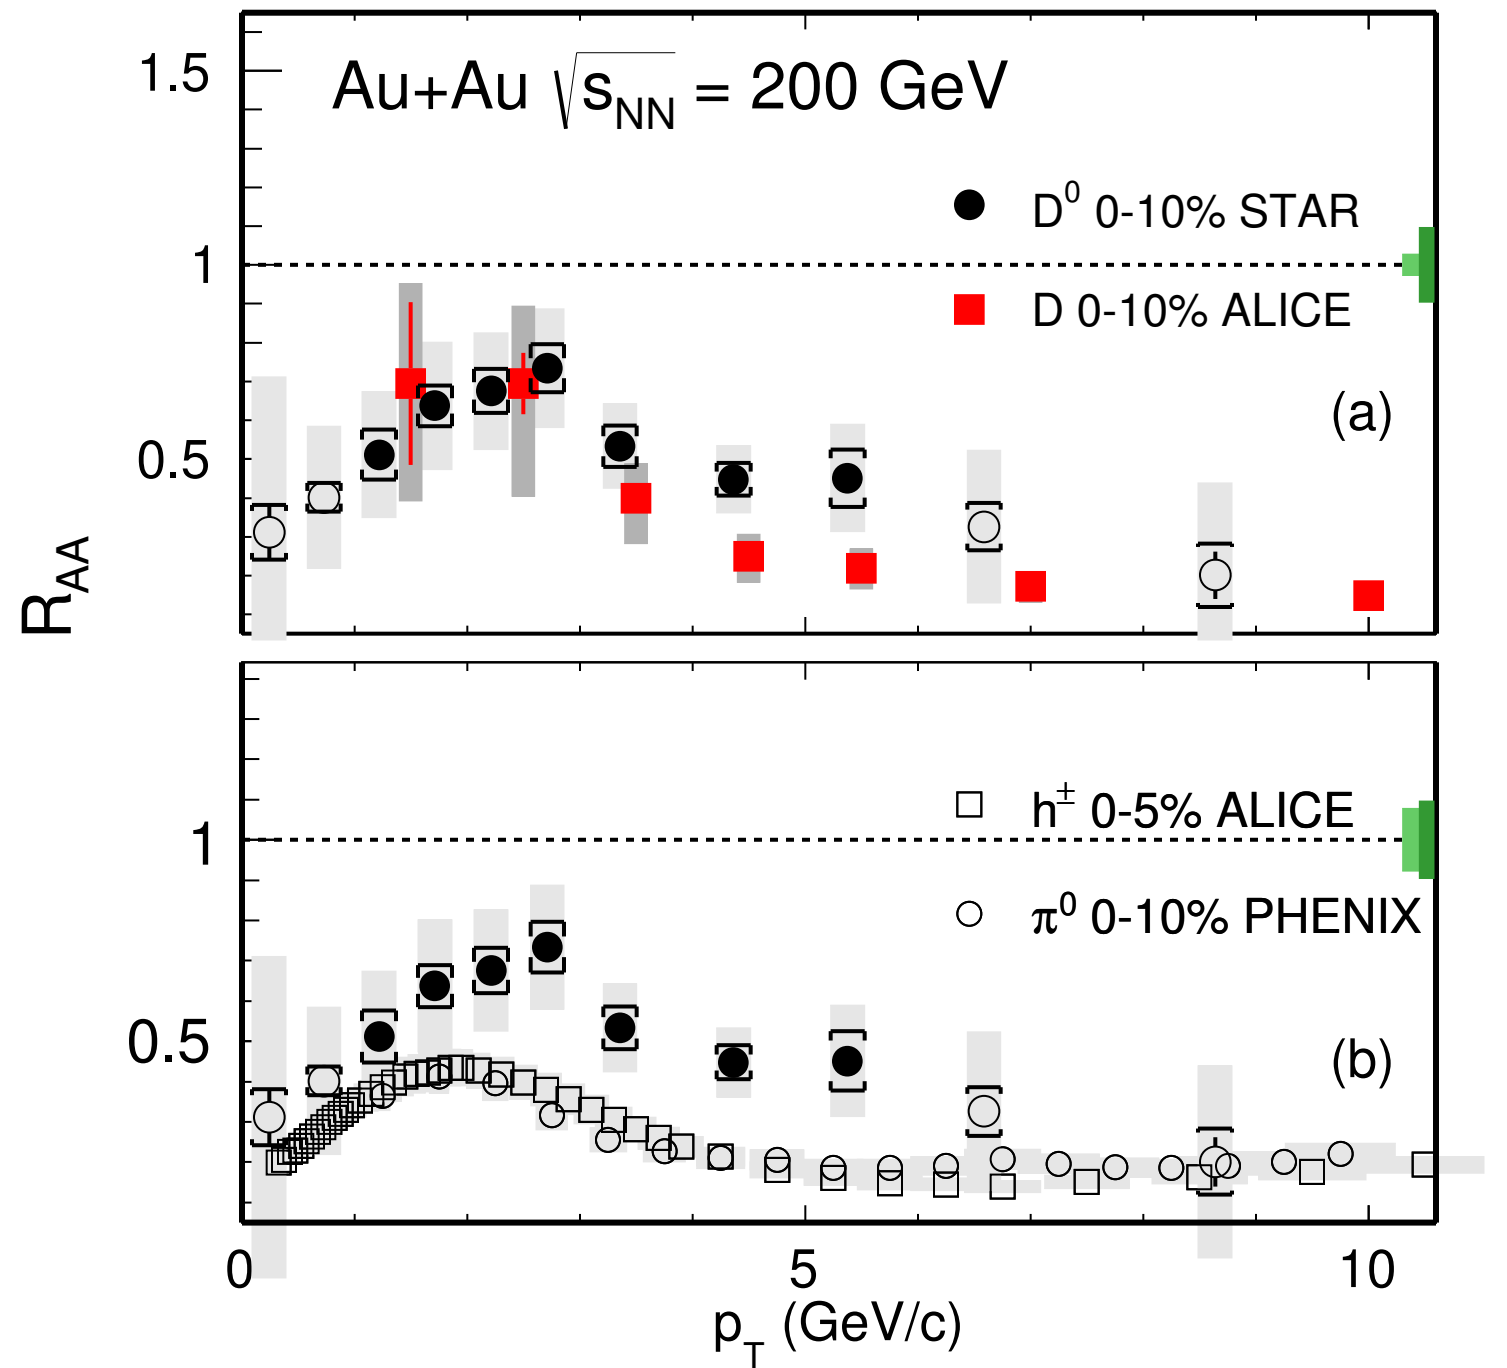 Au+Au √sNN = 200 GeV
1.5
D⁰ 0-10% STAR
1
D 0-10% ALICE
(a)
0.5
RAA
h± 0-5% ALICE
1
π⁰ 0-10% PHENIX
0.5
(b)
0 5 10
pT (GeV/c)